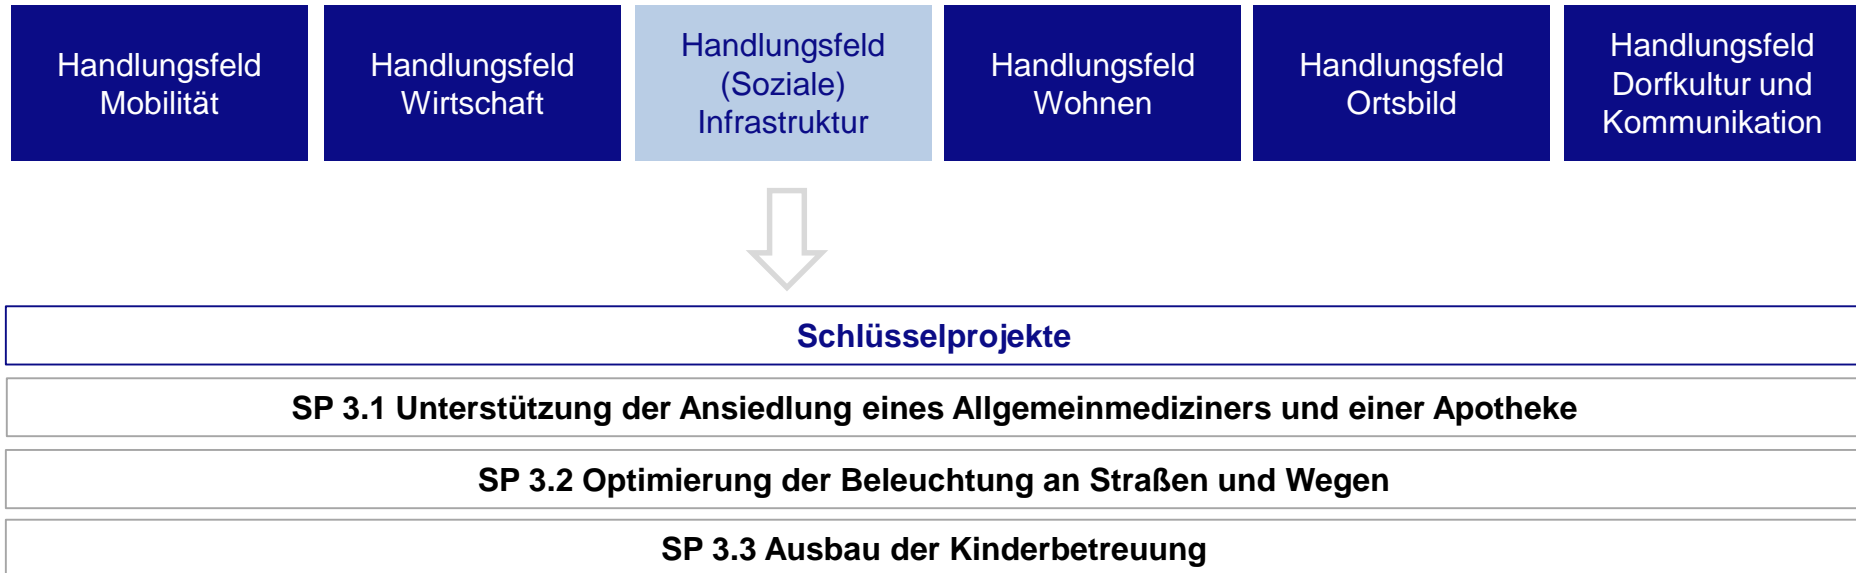 Handlungsfeld
Mobilität
Handlungsfeld
Wirtschaft
Handlungsfeld
(Soziale)
Infrastruktur
Handlungsfeld
Wohnen
Handlungsfeld
Ortsbild
Handlungsfeld
Dorfkultur und
Kommunikation
Schlüsselprojekte
SP 3.1 Unterstützung der Ansiedlung eines Allgemeinmediziners und einer Apotheke
SP 3.2 Optimierung der Beleuchtung an Straßen und Wegen
SP 3.3 Ausbau der Kinderbetreuung